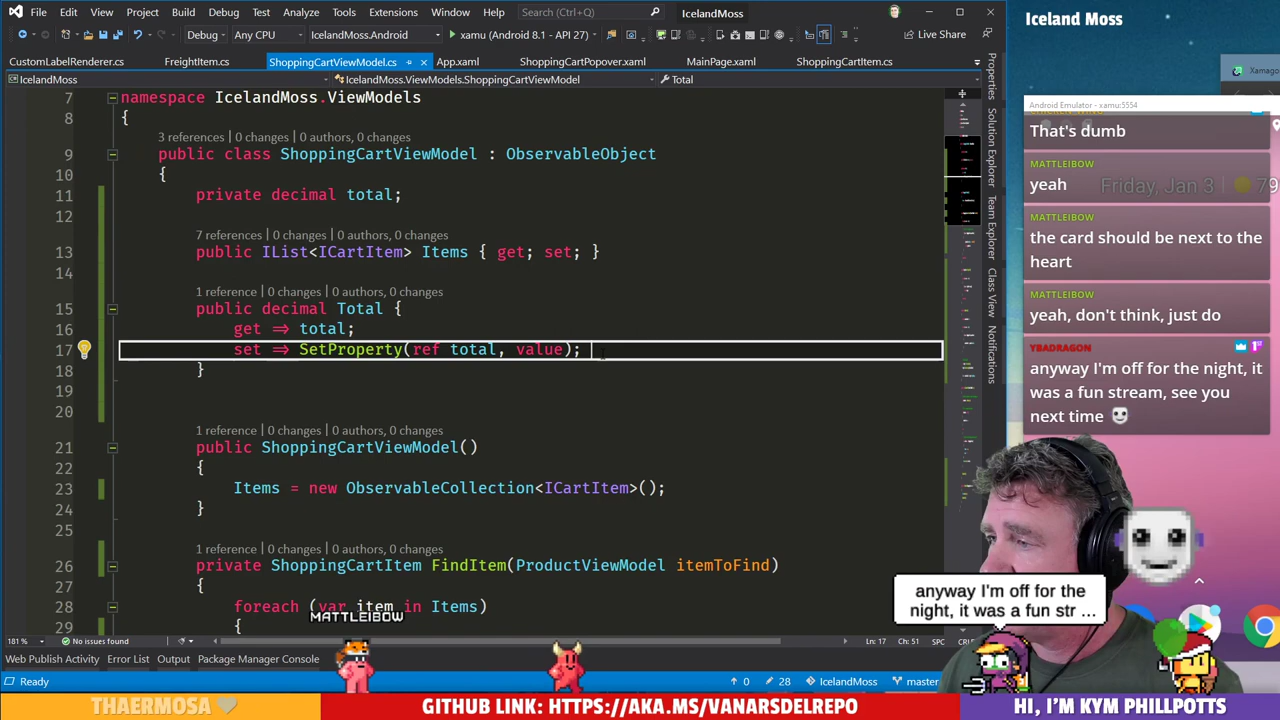 File Edit View Project Build Debug Test Analyze Tools Extensions Window Help Search (Ctrl+Q) IcelandMoss
Debug Any CPU IcelandMoss.Android xamu (Android 8.1 - API 27) Live Share
CustomLabelRenderer.cs FreightItem.cs ShoppingCartViewModel.cs App.xaml ShoppingCartPopover.xaml MainPage.xaml ShoppingCartItem.cs
IcelandMoss IcelandMoss.ViewModels.ShoppingCartViewModel Total
7 namespace IcelandMoss.ViewModels
8 {
3 references | 0 changes | 0 authors, 0 changes
9 public class ShoppingCartViewModel : ObservableObject
10 {
11 private decimal total;
12
7 references | 0 changes | 0 authors, 0 changes
13 public IList<ICartItem> Items { get; set; }
14
1 reference | 0 changes | 0 authors, 0 changes
15 public decimal Total {
16 get => total;
17 set => SetProperty(ref total, value);
18 }
19
20
1 reference | 0 changes | 0 authors, 0 changes
21 public ShoppingCartViewModel()
22 {
23 Items = new ObservableCollection<ICartItem>();
24 }
25
1 reference | 0 changes | 0 authors, 0 changes
26 private ShoppingCartItem FindItem(ProductViewModel itemToFind)
27 {
28 foreach (var item in Items)
29 {
MATTLEIBOW
181% No issues found Ln: 17 Ch: 51 SPC
Web Publish Activity Error List Output Package Manager Console
Ready 0 28 IcelandMoss master
Properties
Solution Explorer
Team Explorer
Class View
Notifications
Iceland Moss
Xamago
Android Emulator - xamu:5554
That's dumb
MATTLEIBOW
yeah
Friday, Jan 3 79
MATTLEIBOW
the card should be next to the
heart
MATTLEIBOW
yeah, don't think, just do
YBADRAGON 1st
anyway I'm off for the night, it
was a fun stream, see you
next time
anyway I'm off for the
night, it was a fun str ...
THAERMOSA
GITHUB LINK: HTTPS://AKA.MS/VANARSDELREPO
HI, I'M KYM PHILLPOTTS